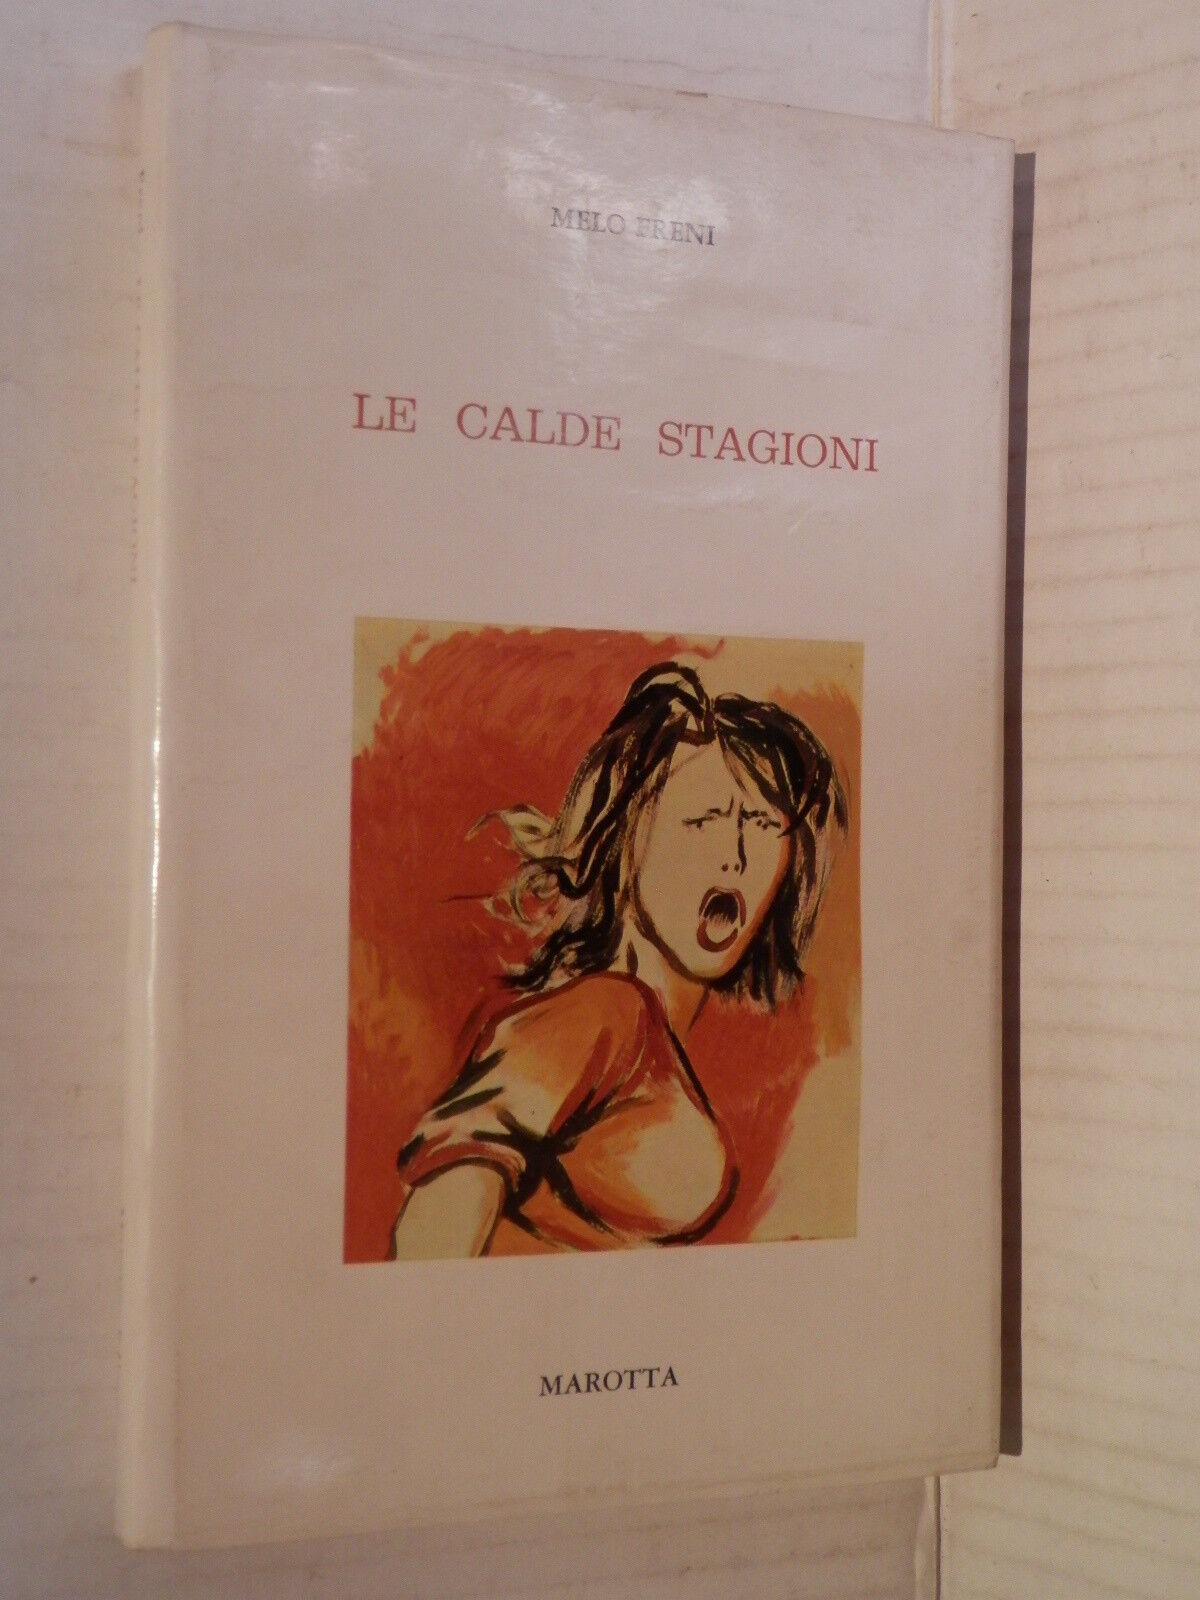 MELO FRENI
LE CALDE STAGIONI
MAROTTA